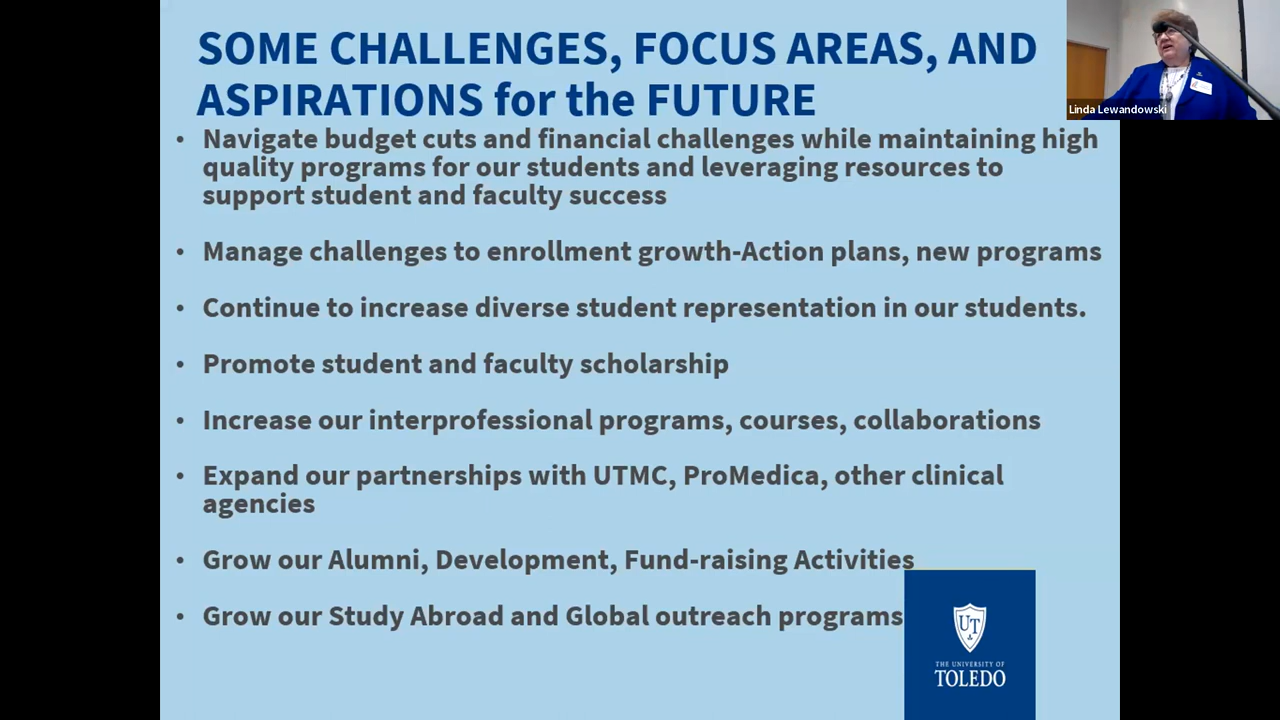 SOME CHALLENGES, FOCUS AREAS, AND
ASPIRATIONS for the FUTURE
• Navigate budget cuts and financial challenges while maintaining high
quality programs for our students and leveraging resources to
support student and faculty success
• Manage challenges to enrollment growth-Action plans, new programs
• Continue to increase diverse student representation in our students.
• Promote student and faculty scholarship
• Increase our interprofessional programs, courses, collaborations
• Expand our partnerships with UTMC, ProMedica, other clinical
agencies
• Grow our Alumni, Development, Fund-raising Activities
• Grow our Study Abroad and Global outreach programs
UT
THE UNIVERSITY OF
TOLEDO
Linda Lewandowski